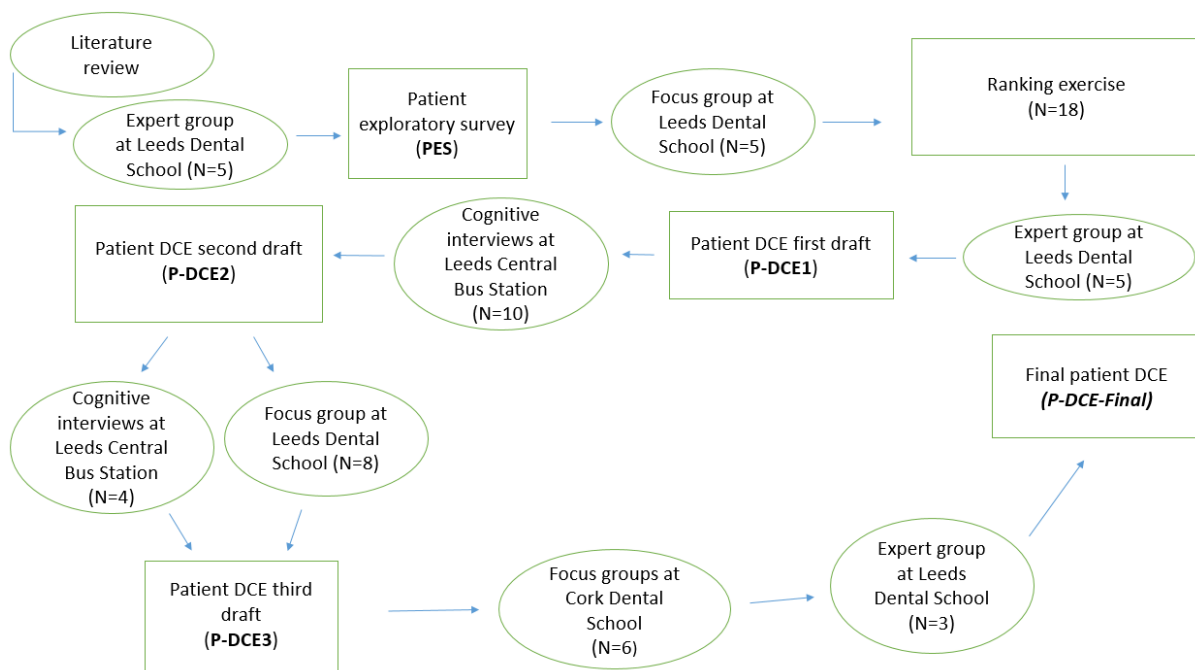 Literature
review
Expert group
at Leeds Dental
School (N=5)
Patient
exploratory survey
(PES)
Focus group at
Leeds Dental
School (N=5)
Ranking exercise
(N=18)
Expert group at
Leeds Dental
School (N=5)
Patient DCE first draft
(P-DCE1)
Cognitive
interviews at
Leeds Central
Bus Station
(N=10)
Patient DCE second draft
(P-DCE2)
Cognitive
interviews at
Leeds Central
Bus Station
(N=4)
Focus group at
Leeds Dental
School (N=8)
Patient DCE third
draft
(P-DCE3)
Focus groups at
Cork Dental
School
(N=6)
Expert group
at Leeds
Dental School
(N=3)
Final patient DCE
(P-DCE-Final)